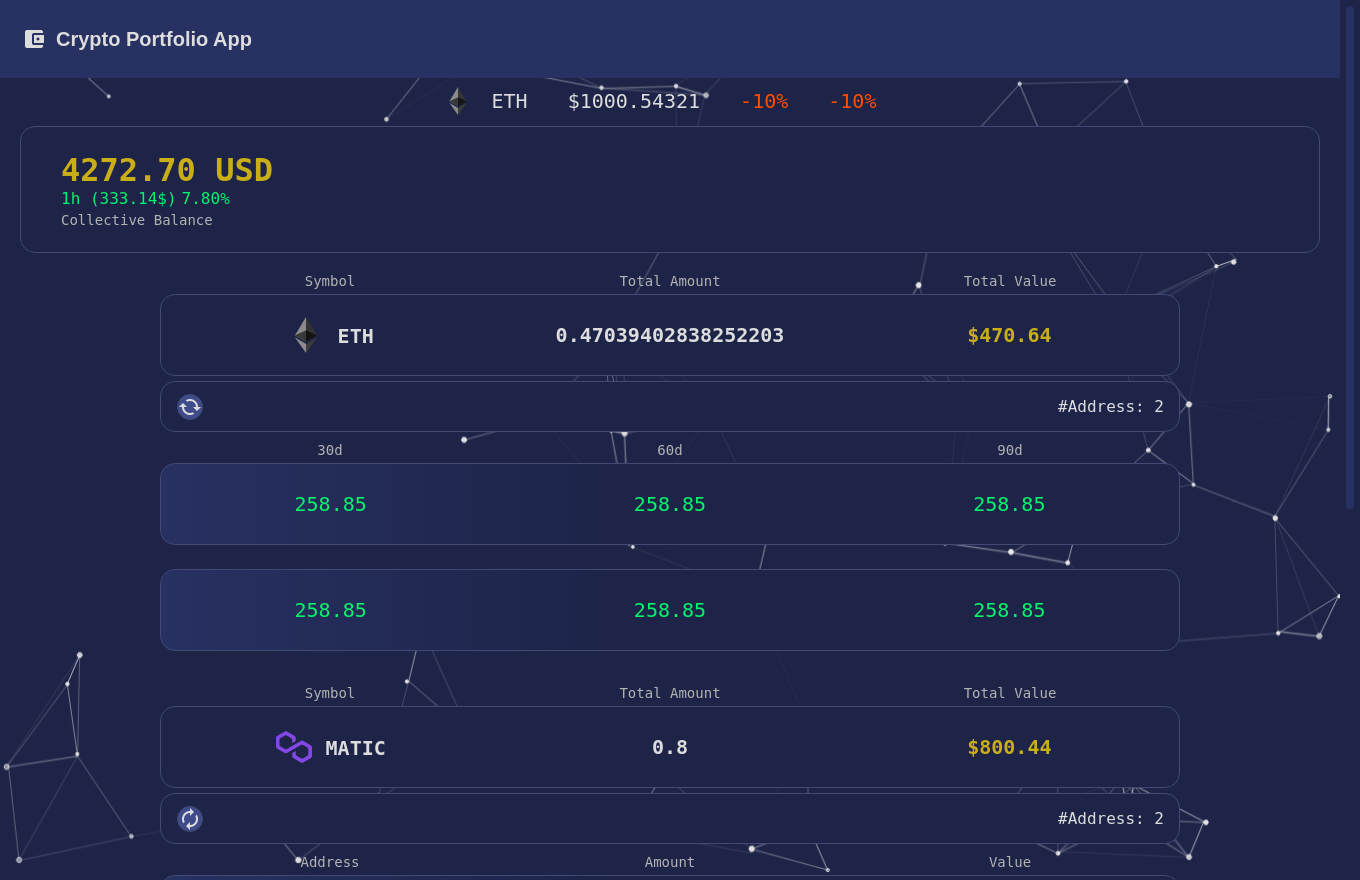 Crypto Portfolio App
ETH $1000.54321 -10% -10%
4272.70 USD
1h (333.14$) 7.80%
Collective Balance
Symbol Total Amount Total Value
ETH 0.47039402838252203 $470.64
#Address: 2
30d 60d 90d
258.85 258.85 258.85
258.85 258.85 258.85
Symbol Total Amount Total Value
MATIC 0.8 $800.44
#Address: 2
Address Amount Value